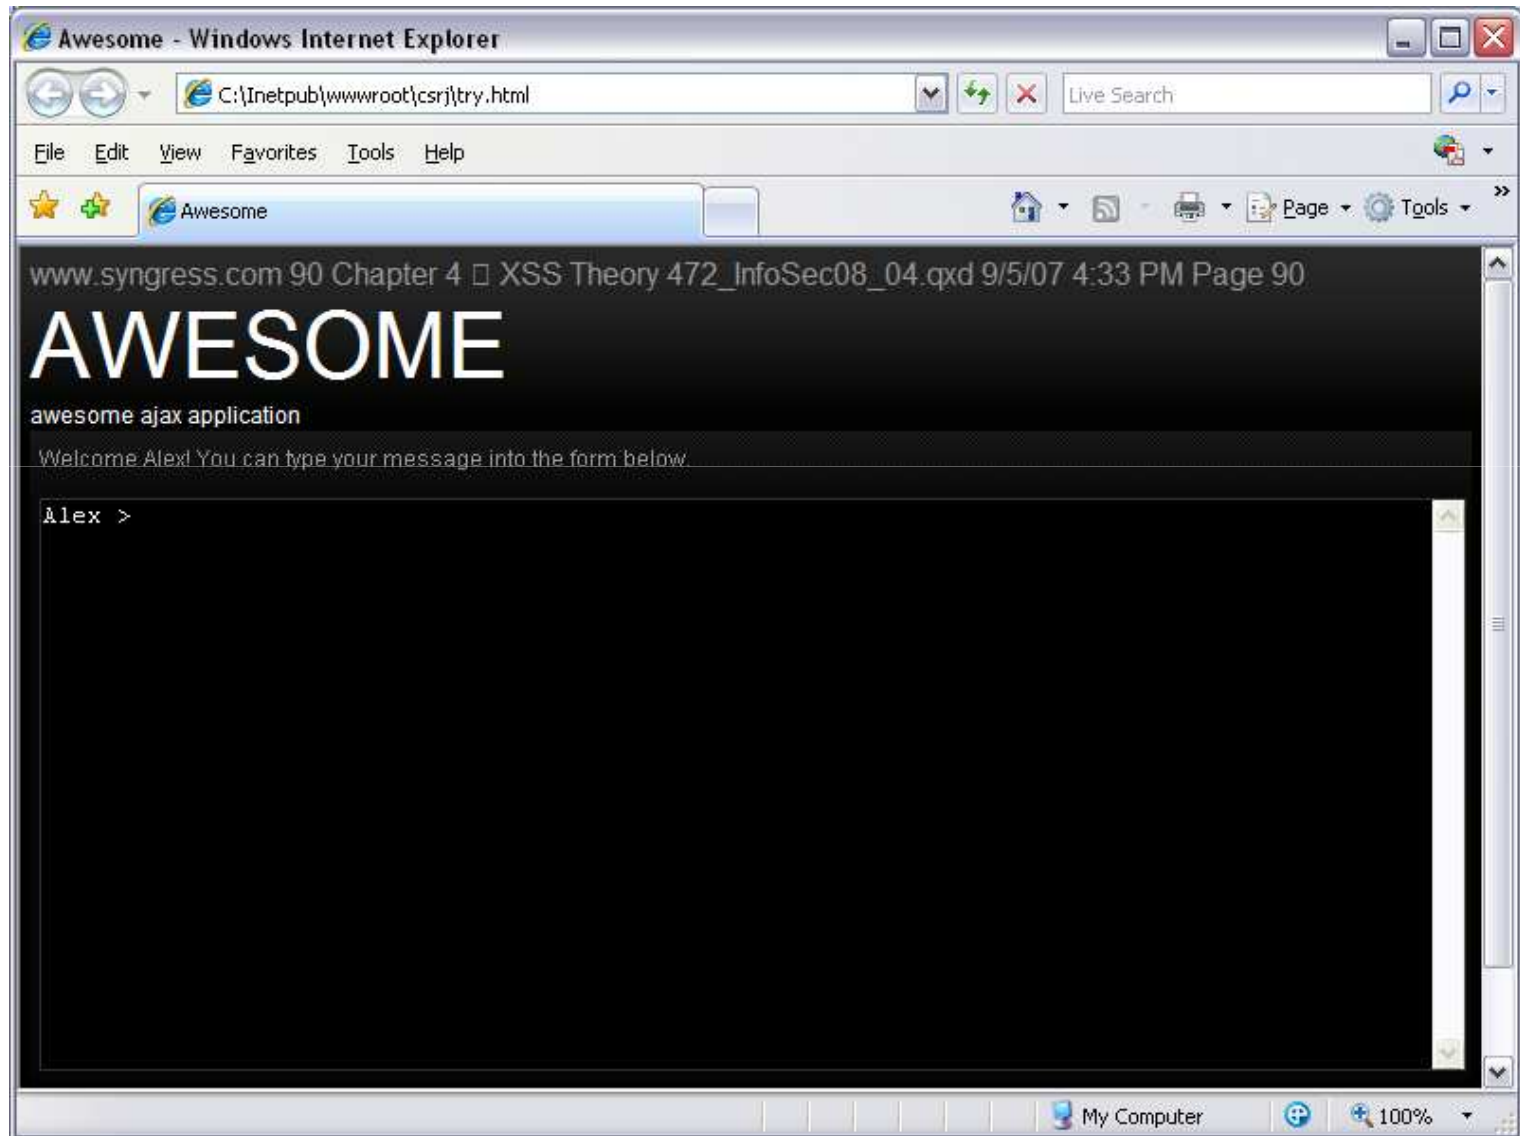 Awesome - Windows Internet Explorer
C:\Inetpub\wwwroot\csrj\try.html
Live Search
File Edit View Favorites Tools Help
Awesome
Page Tools »
www.syngress.com 90 Chapter 4 □ XSS Theory 472_InfoSec08_04.qxd 9/5/07 4:33 PM Page 90
AWESOME
awesome ajax application
Welcome Alex! You can type your message into the form below.
Alex >
My Computer 100%